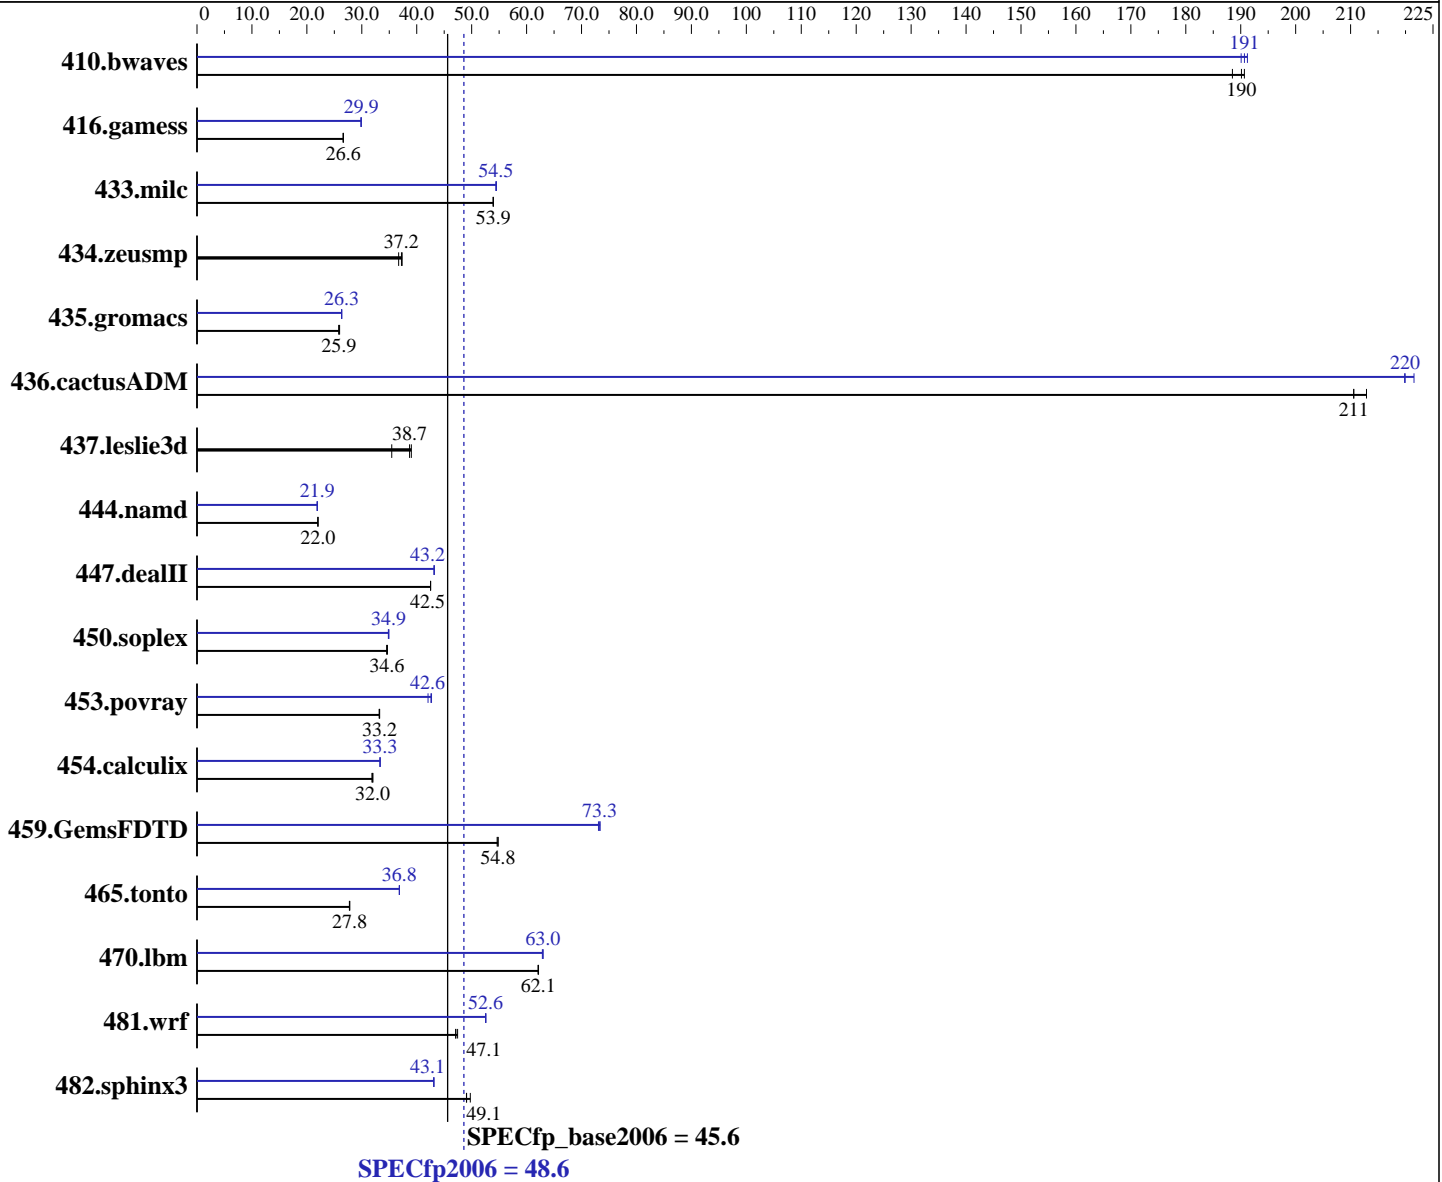 0 10.0 20.0 30.0 40.0 50.0 60.0 70.0 80.0 90.0 100 110 120 130 140 150 160 170 180 190 200 210 225
410.bwaves
191
190
416.gamess
29.9
26.6
433.milc
54.5
53.9
434.zeusmp
37.2
435.gromacs
26.3
25.9
436.cactusADM
220
211
437.leslie3d
38.7
444.namd
21.9
22.0
447.dealII
43.2
42.5
450.soplex
34.9
34.6
453.povray
42.6
33.2
454.calculix
33.3
32.0
459.GemsFDTD
73.3
54.8
465.tonto
36.8
27.8
470.lbm
63.0
62.1
481.wrf
52.6
47.1
482.sphinx3
43.1
49.1
SPECfp_base2006 = 45.6
SPECfp2006 = 48.6